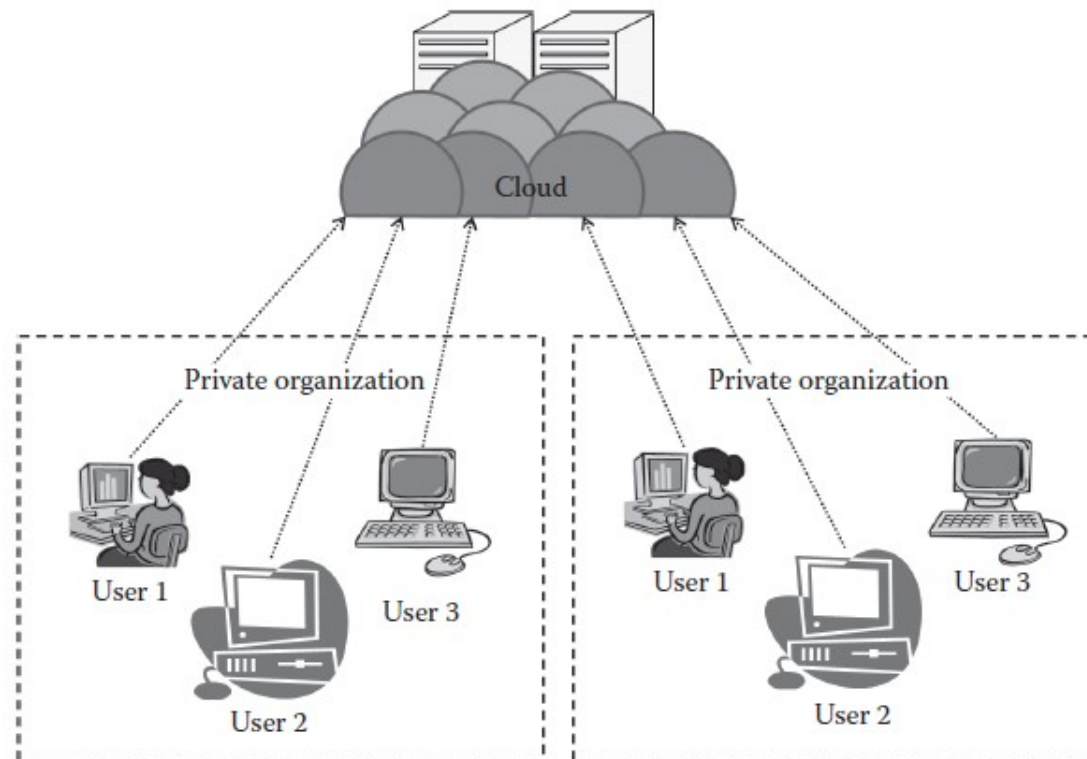 Cloud
Private organization
Private organization
User 1
User 2
User 3
User 1
User 2
User 3